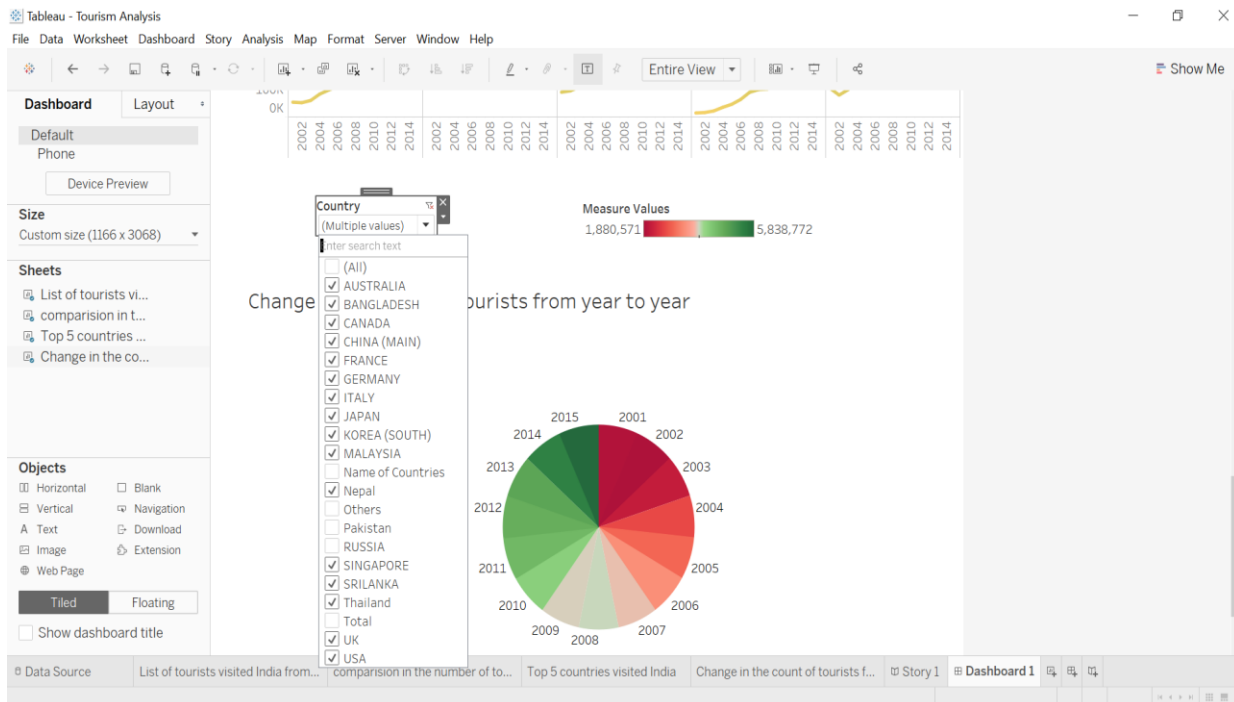 Tableau - Tourism Analysis
File Data Worksheet Dashboard Story Analysis Map Format Server Window Help
Entire View
Show Me
Dashboard
Layout
Default
Phone
Device Preview
Size
Custom size (1166 x 3068)
Sheets
List of tourists vi...
comparision in t...
Top 5 countries ...
Change in the co...
Objects
Horizontal
Blank
Vertical
Navigation
A Text
Download
Image
Extension
Web Page
Tiled
Floating
Show dashboard title
100K
0K
2002 2004 2006 2008 2010 2012 2014 2002 2004 2006 2008 2010 2012 2014 2002 2004 2006 2008 2010 2012 2014 2002 2004 2006 2008 2010 2012 2014 2002 2004 2006 2008 2010 2012 2014
Country
(Multiple values)
Enter search text
(All)
AUSTRALIA
BANGLADESH
CANADA
CHINA (MAIN)
FRANCE
GERMANY
ITALY
JAPAN
KOREA (SOUTH)
MALAYSIA
Name of Countries
Nepal
Others
Pakistan
RUSSIA
SINGAPORE
SRILANKA
Thailand
Total
UK
USA
Measure Values
1,880,571
5,838,772
Change ourists from year to year
2015
2001
2014
2002
2013
2003
2012
2004
2011
2005
2010
2006
2009
2008
2007
Data Source
List of tourists visited India from...
comparision in the number of to...
Top 5 countries visited India
Change in the count of tourists f...
Story 1
Dashboard 1